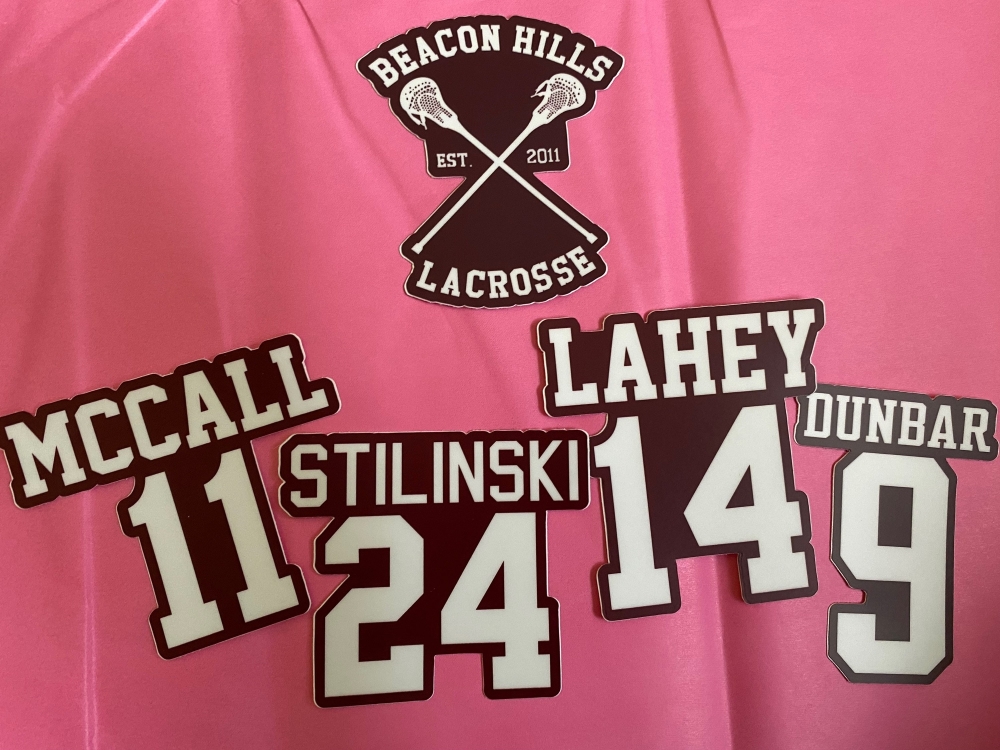 BEACON HILLS
EST. 2011
LACROSSE
MCCALL
11
STILINSKI
24
LAHEY
14
DUNBAR
9